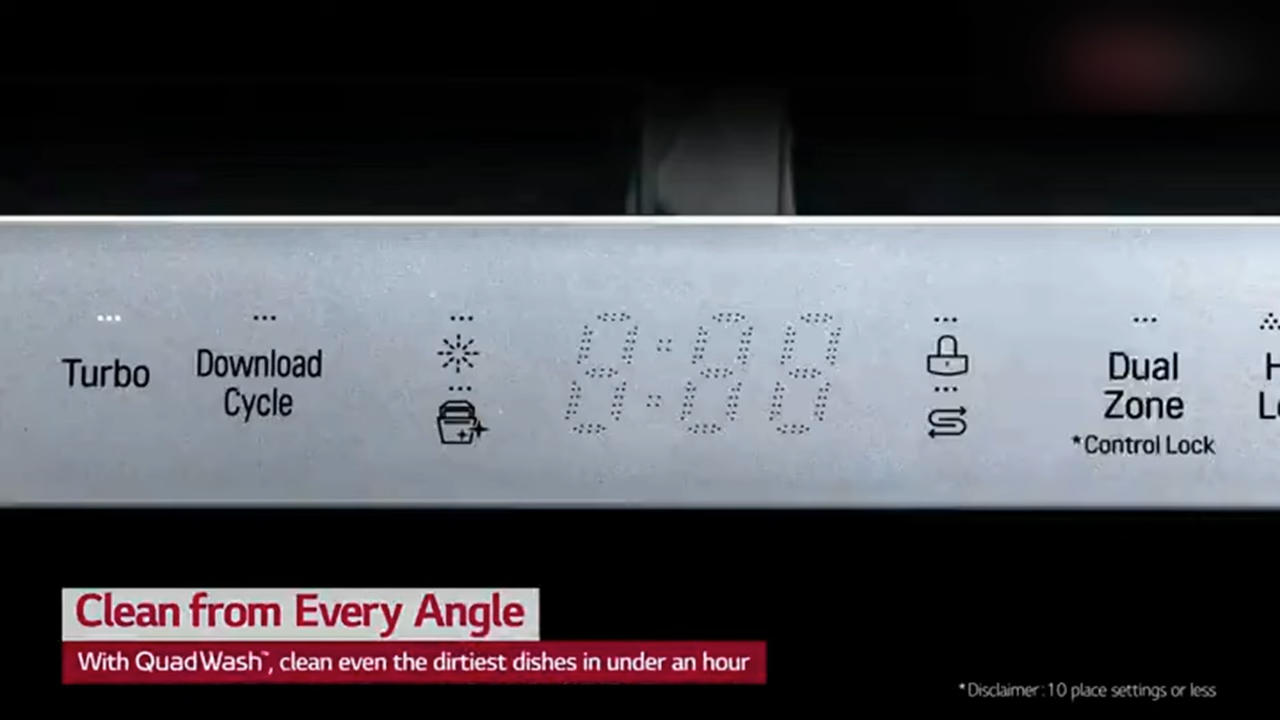 Turbo
Download
Cycle
8:88
Dual
Zone
*Control Lock
Clean from Every Angle
With QuadWash™, clean even the dirtiest dishes in under an hour
*Disclaimer: 10 place settings or less